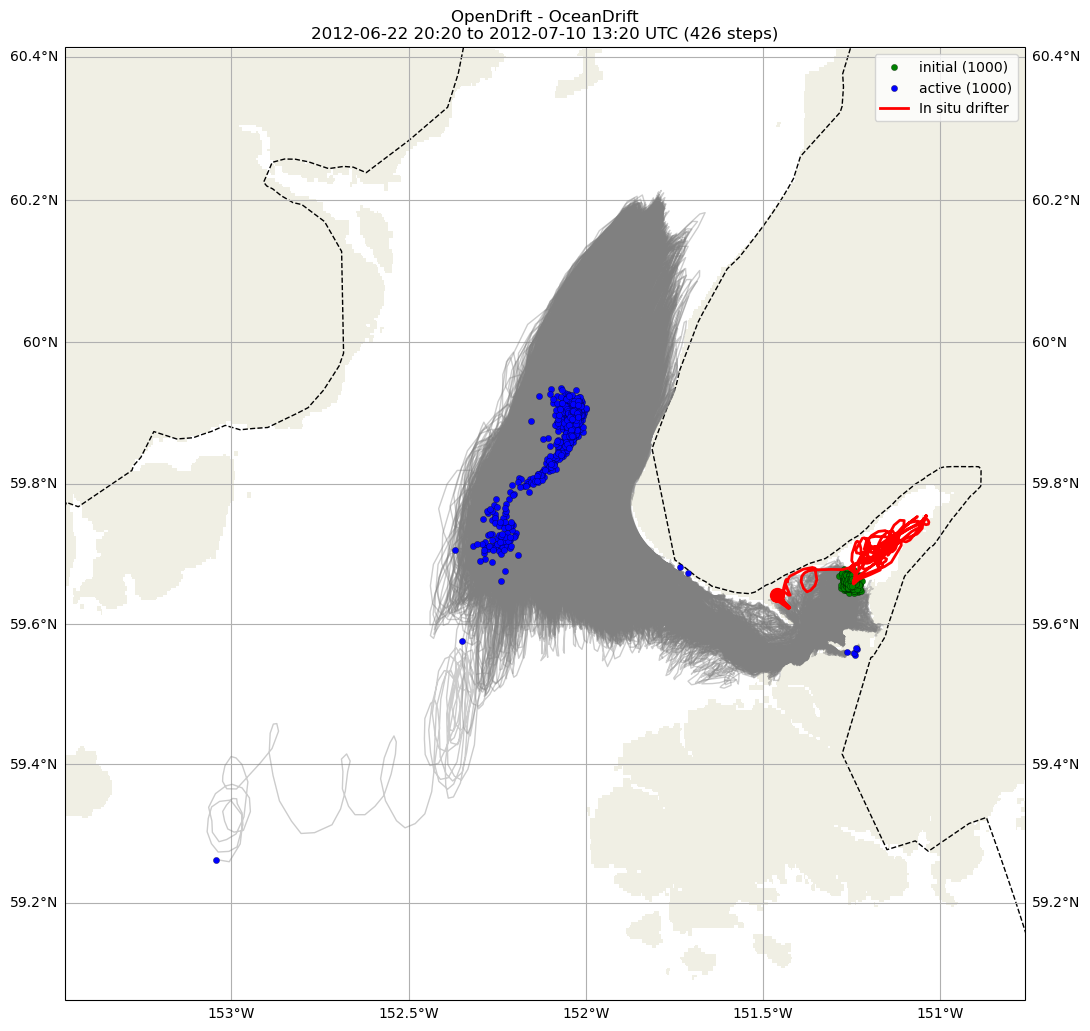 OpenDrift - OceanDrift
2012-06-22 20:20 to 2012-07-10 13:20 UTC (426 steps)
initial (1000)
active (1000)
In situ drifter
60.4°N
60.4°N
60.2°N
60.2°N
60°N
60°N
59.8°N
59.8°N
59.6°N
59.6°N
59.4°N
59.4°N
59.2°N
59.2°N
153°W
152.5°W
152°W
151.5°W
151°W